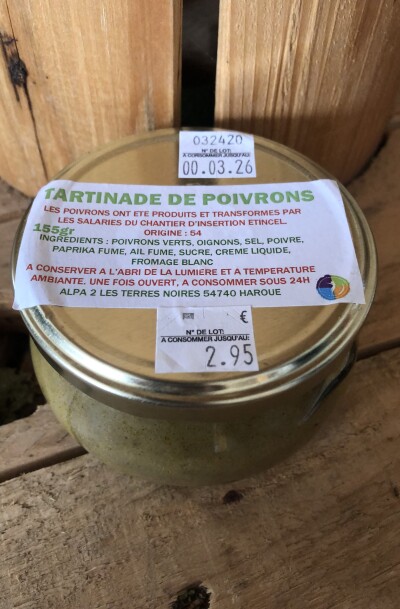 032420
N° DE LOT:
A CONSOMMER JUSQU'AU:
00.03.26
TARTINADE DE POIVRONS
LES POIVRONS ONT ETE PRODUITS ET TRANSFORMES PAR
LES SALARIES DU CHANTIER D'INSERTION ETINCEL.
ORIGINE : 54
155gr
INGREDIENTS : POIVRONS VERTS, OIGNONS, SEL, POIVRE,
PAPRIKA FUME, AIL FUME, SUCRE, CREME LIQUIDE,
FROMAGE BLANC
A CONSERVER A L'ABRI DE LA LUMIERE ET A TEMPERATURE
AMBIANTE. UNE FOIS OUVERT, A CONSOMMER SOUS 24H
ALPA 2 LES TERRES NOIRES 54740 HAROUE
€
N° DE LOT:
A CONSOMMER JUSQU'AU:
2.95